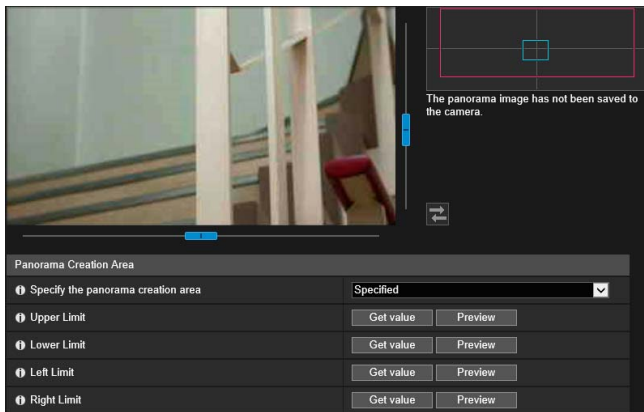 The panorama image has not been saved to
the camera.
Panorama Creation Area
Specify the panorama creation area
Specified
Upper Limit
Get value
Preview
Lower Limit
Get value
Preview
Left Limit
Get value
Preview
Right Limit
Get value
Preview